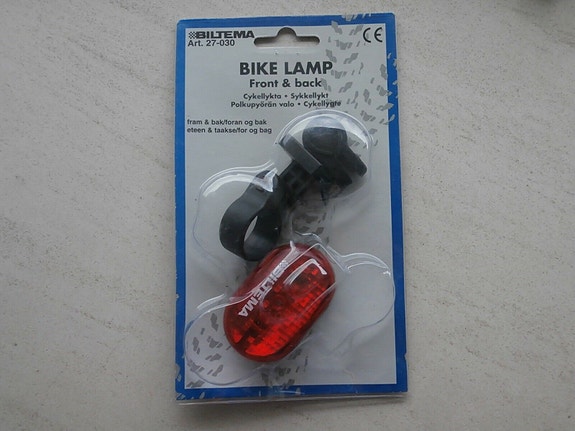 BILTEMA
Art. 27-030
CE
BIKE LAMP
Front & back
Cykellykta • Sykkellykt
Polkupyörän valo • Cykellygte
fram & bak/foran og bak
eteen & taakse/for og bag
BILTEMA